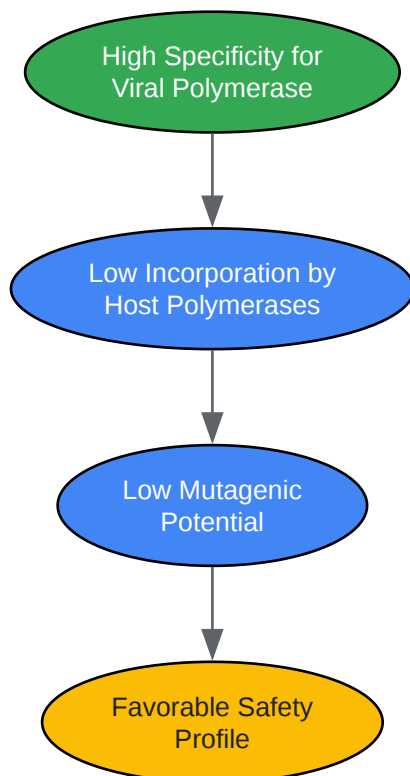 High Specificity for
Viral Polymerase
Low Incorporation by
Host Polymerases
Low Mutagenic
Potential
Favorable Safety
Profile